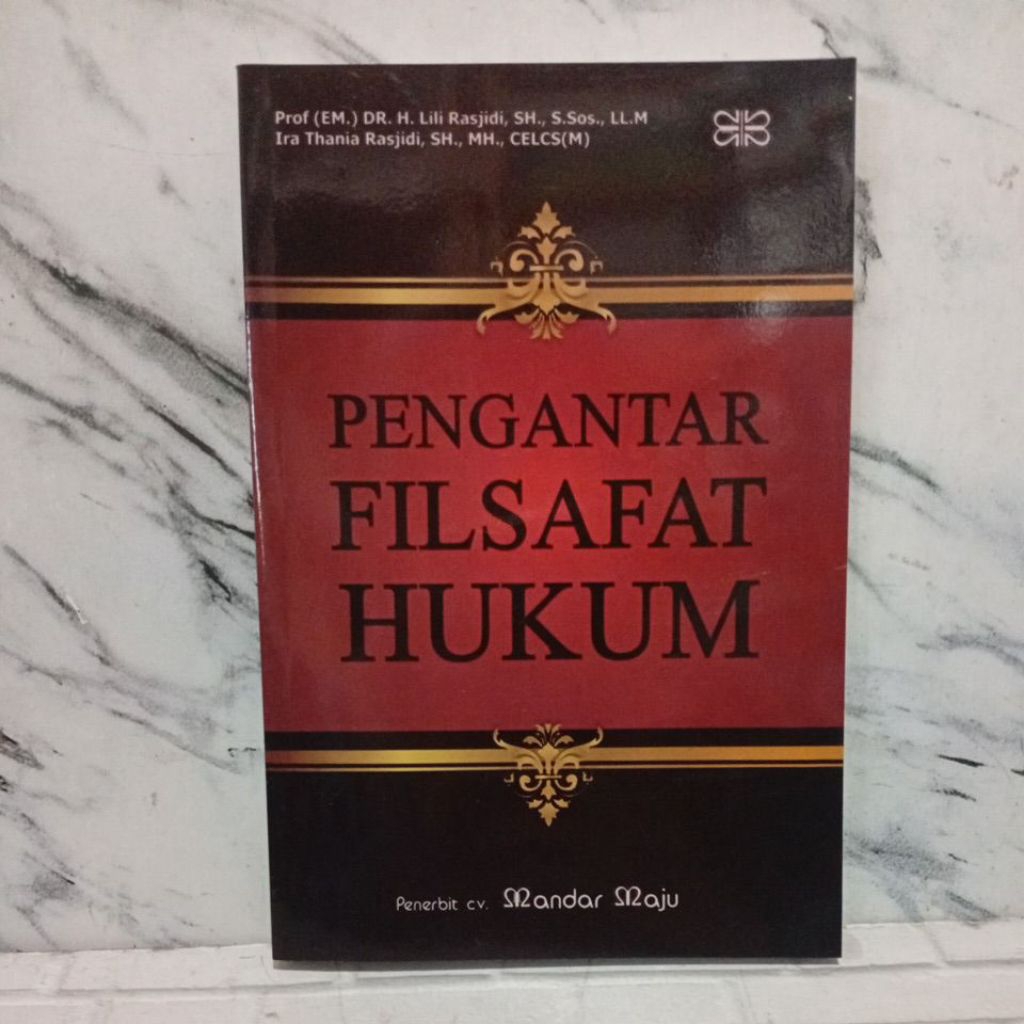 Prof (EM.) DR. H. Lili Rasjidi, SH., S.Sos., LL.M
Ira Thania Rasjidi, SH., MH., CELCS(M)
PENGANTAR
FILSAFAT
HUKUM
Penerbit cv. Mandar Maju